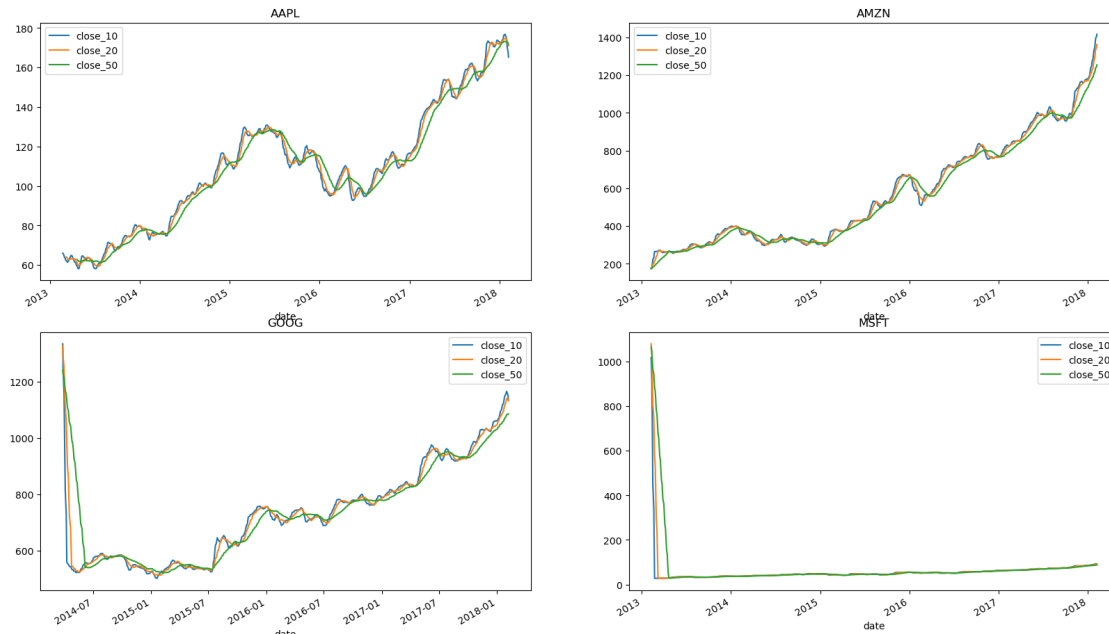 AAPL
close_10
close_20
close_50
180
160
140
120
100
80
60
2013
2014
2015
2016
2017
2018
date
AMZN
close_10
close_20
close_50
1400
1200
1000
800
600
400
200
2013
2014
2015
2016
2017
2018
date
GOOG
close_10
close_20
close_50
1200
1000
800
600
2014-07
2015-01
2015-07
2016-01
2016-07
2017-01
2017-07
2018-01
date
MSFT
close_10
close_20
close_50
1000
800
600
400
200
0
2013
2014
2015
2016
2017
2018
date